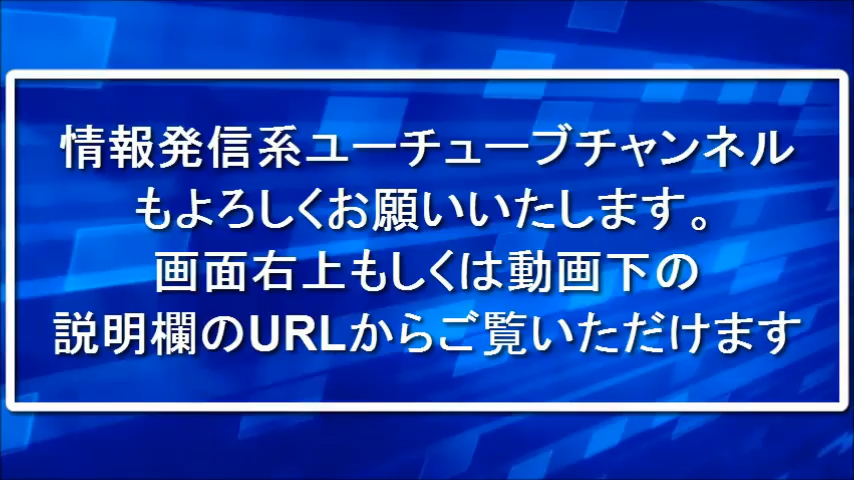 情報発信系ユーチューブチャンネル
もよろしくお願いいたします。
画面右上もしくは動画下の
説明欄のURLからご覧いただけます